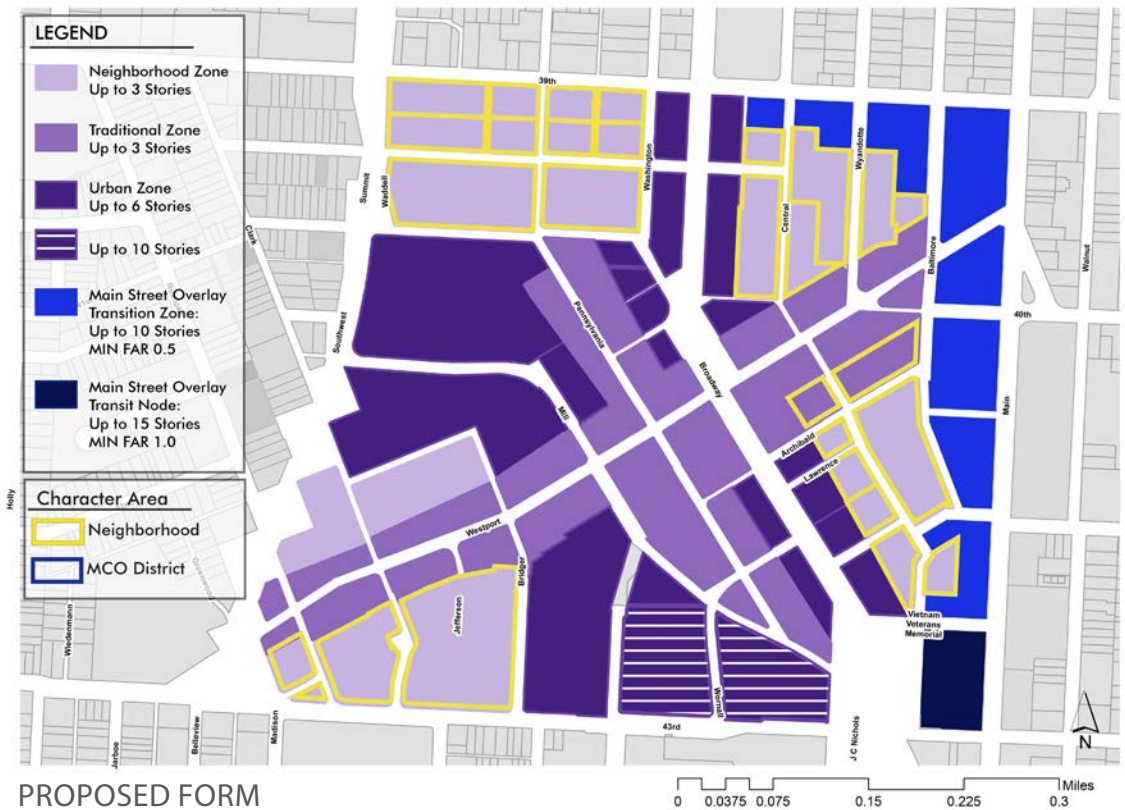 LEGEND
Neighborhood Zone
Up to 3 Stories
Traditional Zone
Up to 3 Stories
Urban Zone
Up to 6 Stories
Up to 10 Stories
Main Street Overlay
Transition Zone:
Up to 10 Stories
MIN FAR 0.5
Main Street Overlay
Transit Node:
Up to 15 Stories
MIN FAR 1.0
Character Area
Neighborhood
MCO District
39th
Summit
Waddell
Washington
Central
Wyandotte
Baltimore
Walnut
Clark
Southwest
Pennsylvania
Broadway
40th
Main
Mill
Archibald
Lawrence
Holly
Westport
Bridger
Jefferson
Greenwood
Wiedenmann
Vietnam
Veterans
Memorial
Wornall
43rd
Madison
Belleview
Jarboe
J C Nichols
N
PROPOSED FORM
Miles
0 0.0375 0.075 0.15 0.225 0.3